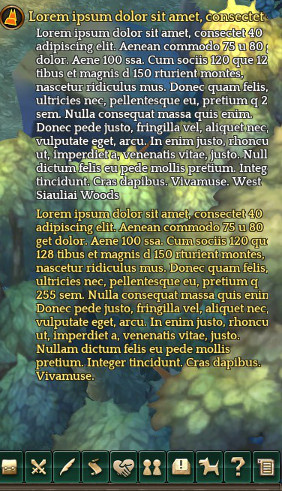 Lorem ipsum dolor sit amet, consectet
Lorem ipsum dolor sit amet, consectet 40
adipiscing elit. Aenean commodo 75 u 80 g
dolor. Aene 100 ssa. Cum sociis 120 que 12
tibus et magnis d 150 rturient montes,
nascetur ridiculus mus. Donec quam felis,
ultricies nec, pellentesque eu, pretium q 2
sem. Nulla consequat massa quis enim.
Donec pede justo, fringilla vel, aliquet nec,
vulputate eget, arcu. In enim justo, rhoncu
ut, imperdiet a, venenatis vitae, justo. Null
dictum felis eu pede mollis pretium. Integ
tincidunt. Cras dapibus. Vivamuse. West
Siauliai Woods
Lorem ipsum dolor sit amet, consectet 40
adipiscing elit. Aenean commodo 75 u 80
get dolor. Aene 100 ssa. Cum sociis 120 que
128 tibus et magnis d 150 rturient montes,
nascetur ridiculus mus. Donec quam felis,
ultricies nec, pellentesque eu, pretium q
255 sem. Nulla consequat massa quis enin
Donec pede justo, fringilla vel, aliquet nec,
vulputate eget, arcu. In enim justo, rhoncu
ut, imperdiet a, venenatis vitae, justo.
Nullam dictum felis eu pede mollis
pretium. Integer tincidunt. Cras dapibus.
Vivamuse.